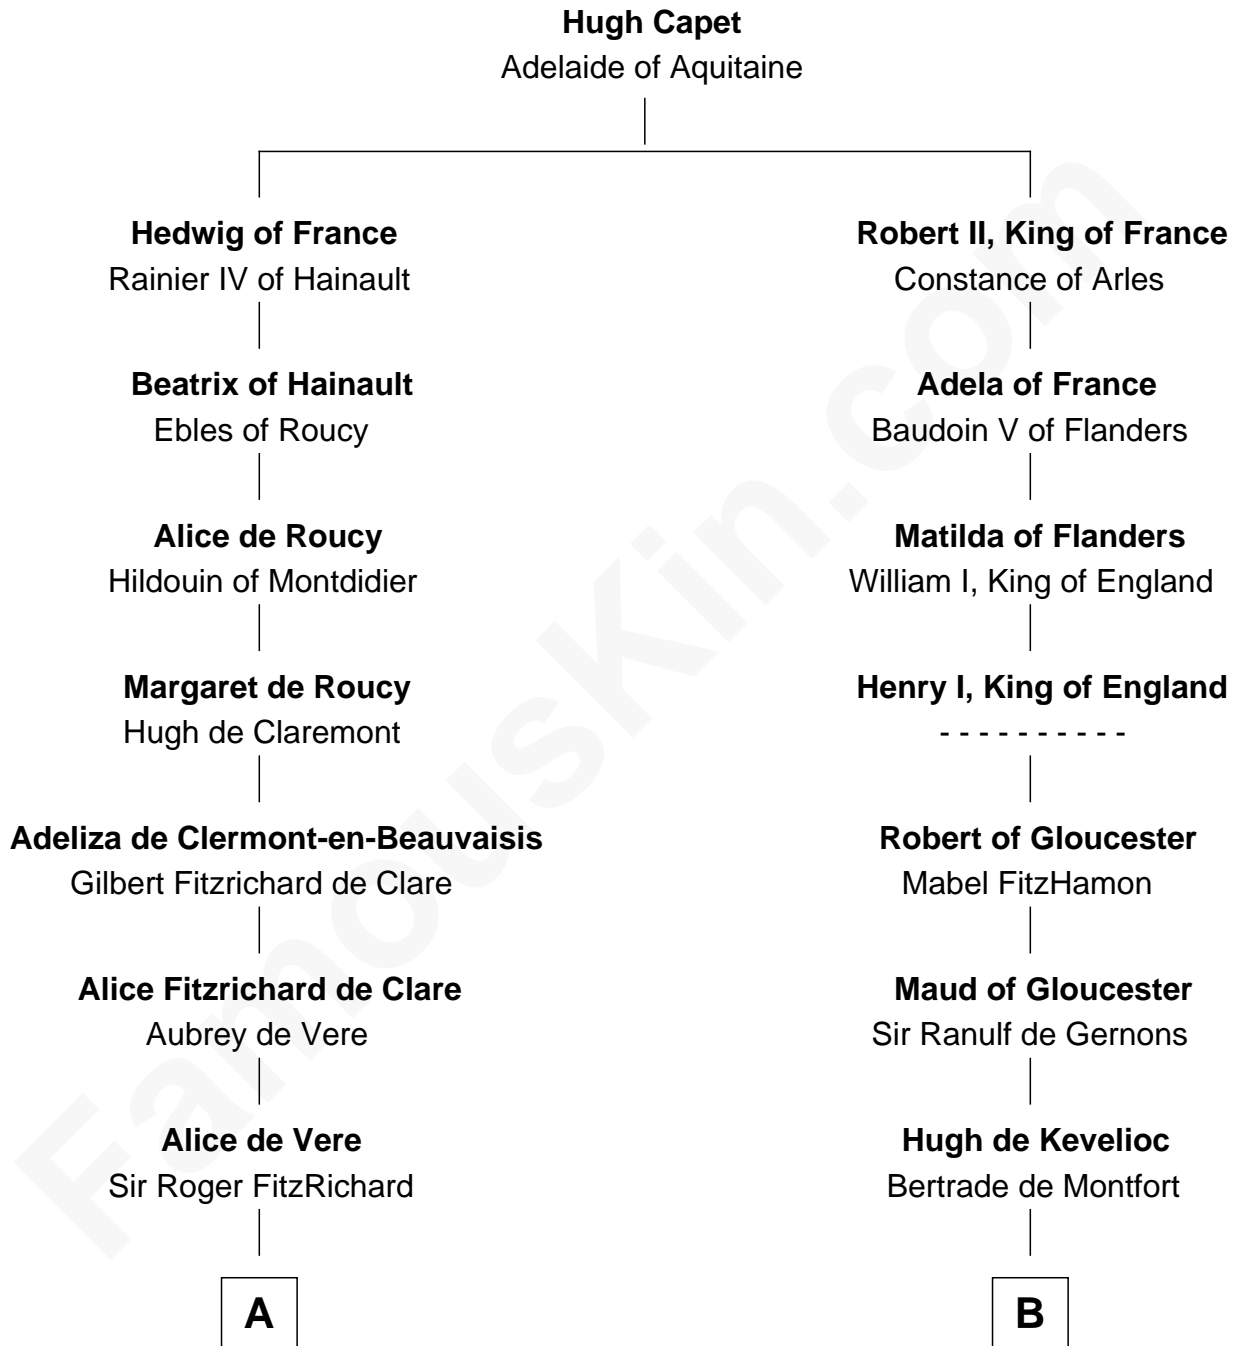 Hugh Capet
Adelaide of Aquitaine
Hedwig of France
Rainier IV of Hainault
Robert II, King of France
Constance of Arles
Beatrix of Hainault
Ebles of Roucy
Adela of France
Baudoin V of Flanders
Alice de Roucy
Hildouin of Montdidier
Matilda of Flanders
William I, King of England
Margaret de Roucy
Hugh de Claremont
Henry I, King of England
- - - - - - - - - -
Adeliza de Clermont-en-Beauvaisis
Gilbert Fitzrichard de Clare
Robert of Gloucester
Mabel FitzHamon
Alice Fitzrichard de Clare
Aubrey de Vere
Maud of Gloucester
Sir Ranulf de Gernons
Alice de Vere
Sir Roger FitzRichard
Hugh de Kevelioc
Bertrade de Montfort
A
B
FamousKin.com